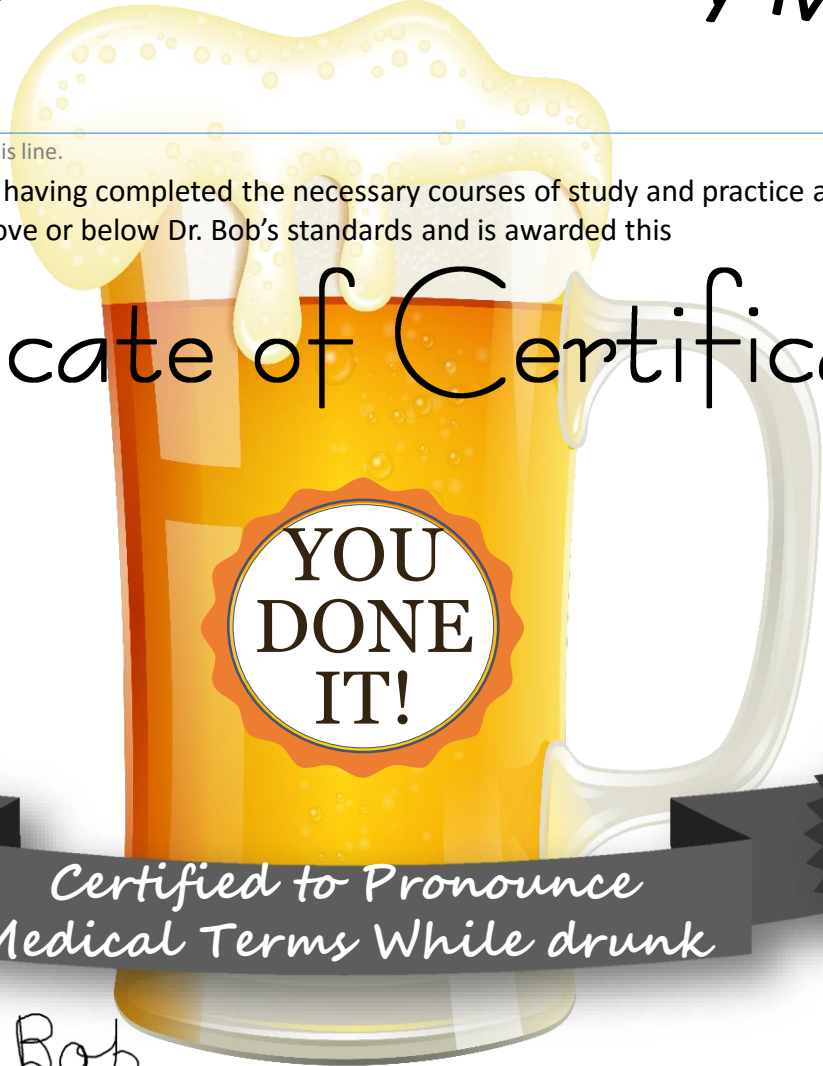 is line.
having completed the necessary courses of study and practice a
ove or below Dr. Bob’s standards and is awarded this
cate of Certifica
YOU
DONE
IT!
Certified to Pronounce
Medical Terms While drunk
Bob